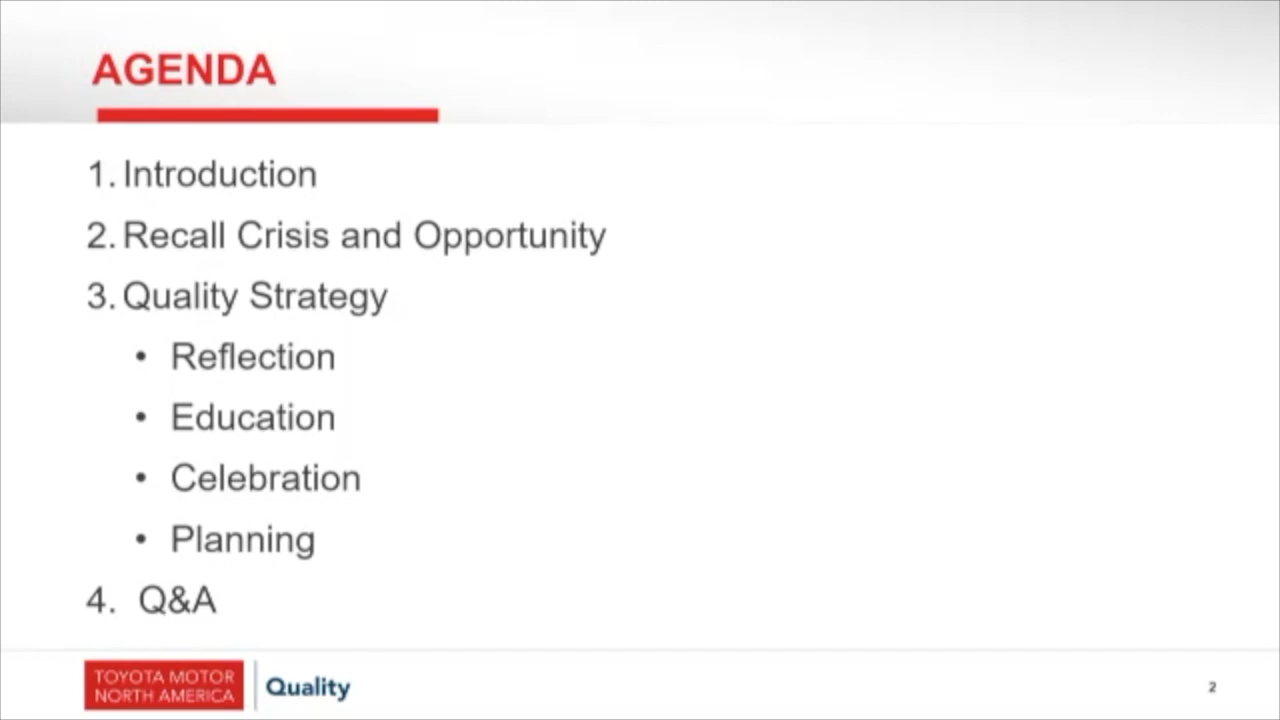 AGENDA
1. Introduction
2. Recall Crisis and Opportunity
3. Quality Strategy
• Reflection
• Education
• Celebration
• Planning
4. Q&A
TOYOTA MOTOR
NORTH AMERICA
Quality
2